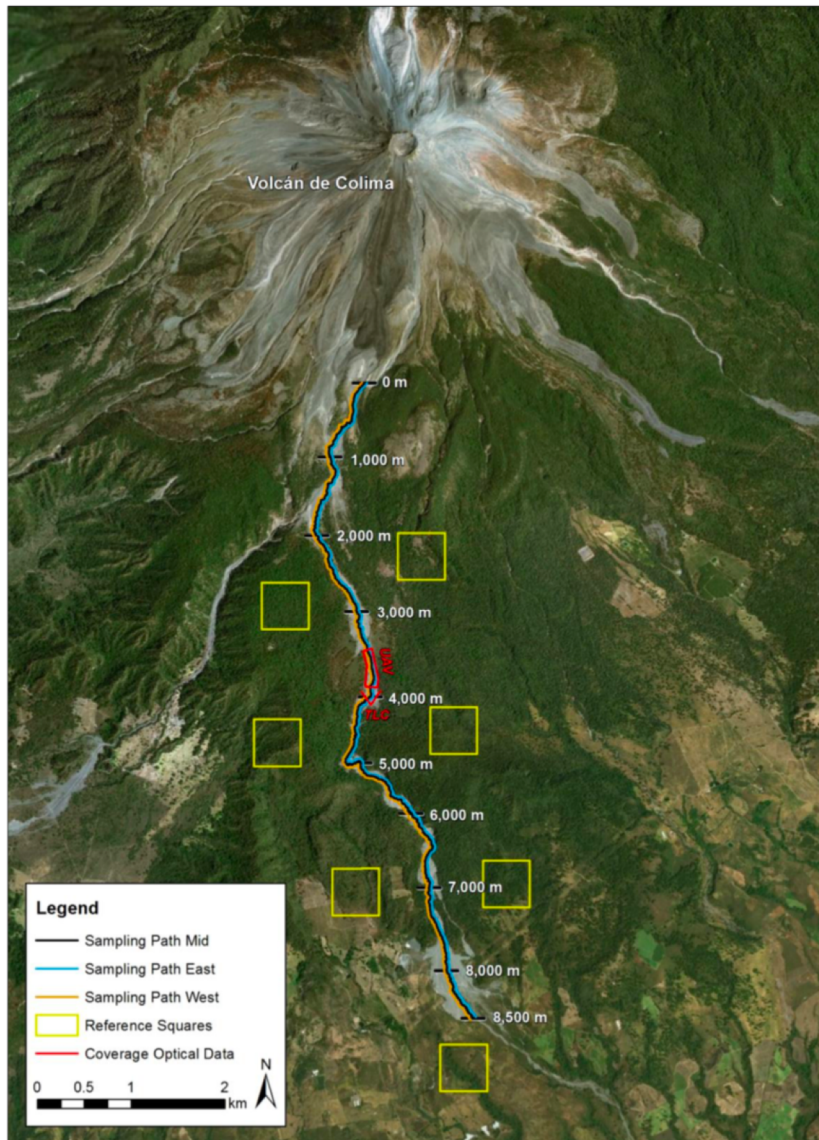 Volcán de Colima
0 m
1,000 m
2,000 m
3,000 m
UAV
4,000 m
TLC
5,000 m
6,000 m
7,000 m
8,000 m
8,500 m
Legend
Sampling Path Mid
Sampling Path East
Sampling Path West
Reference Squares
Coverage Optical Data
N
0 0.5 1 2
km